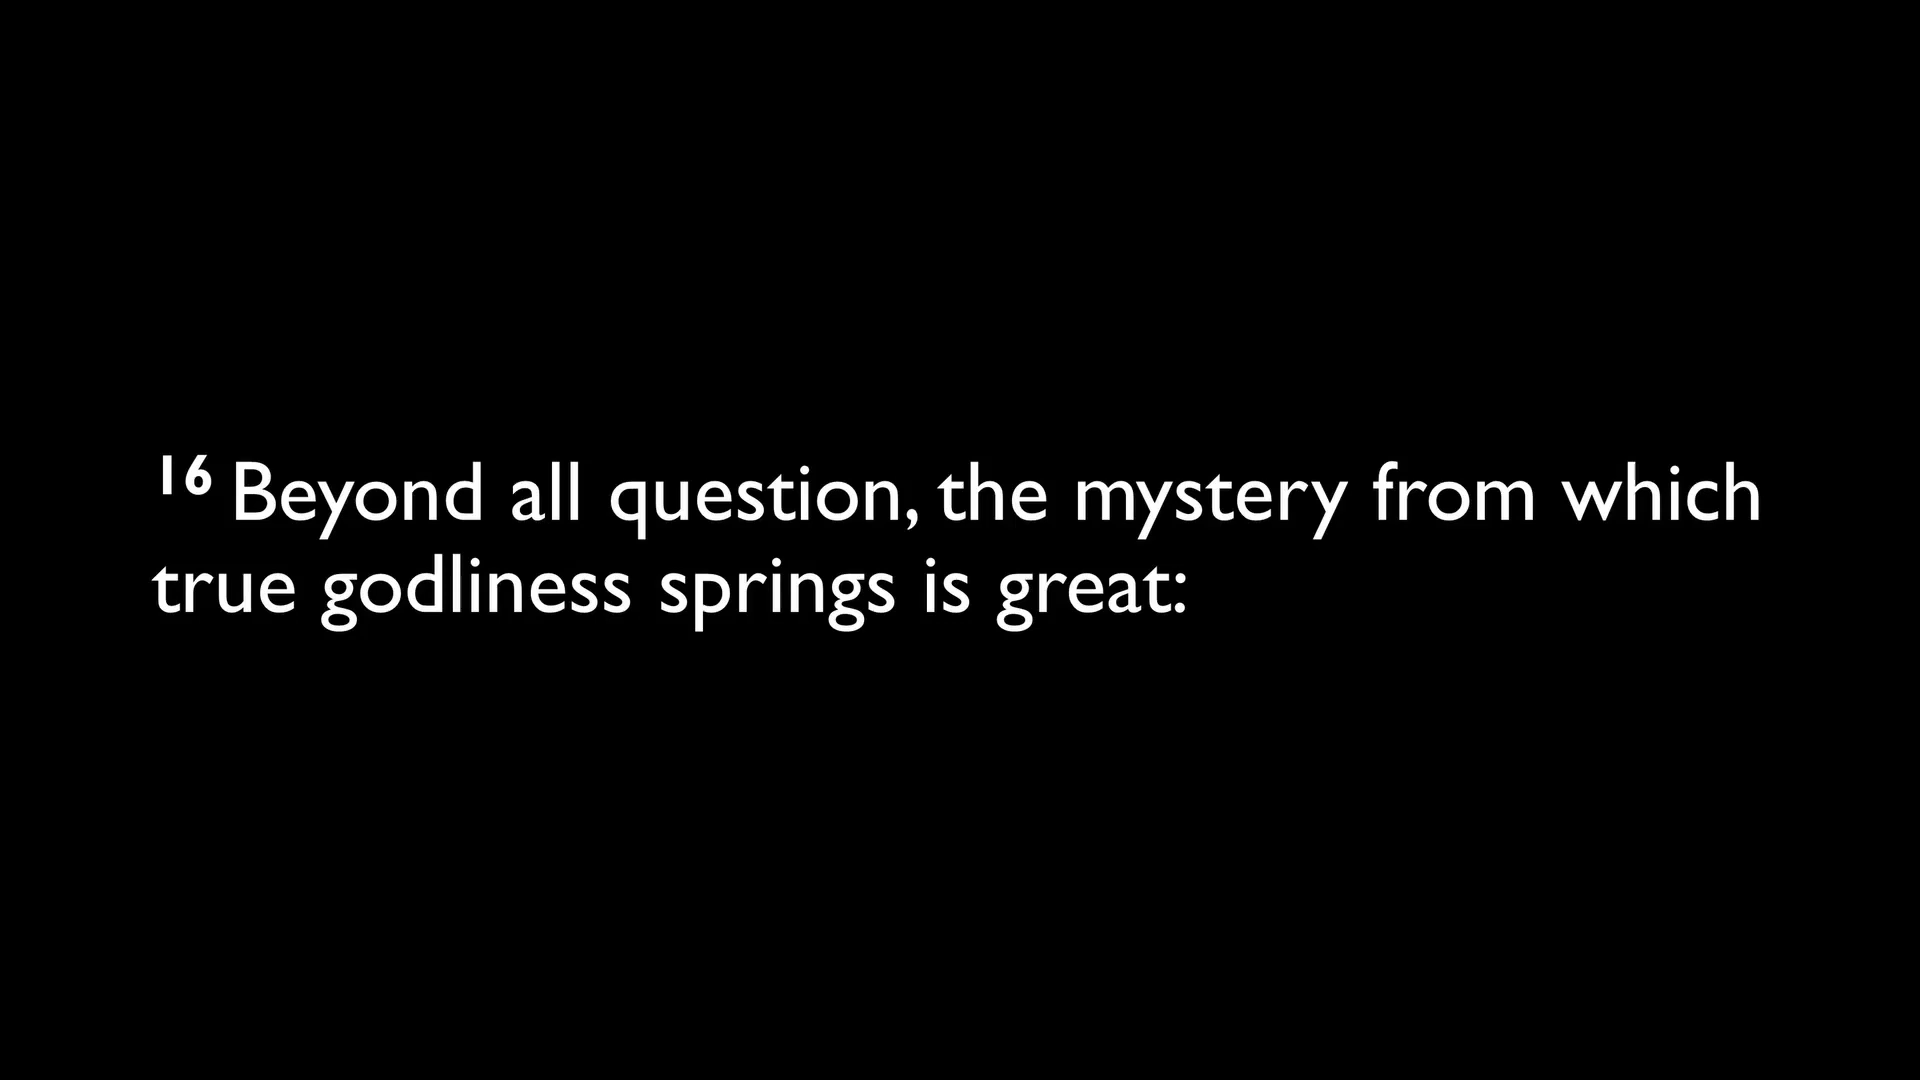 16 Beyond all question, the mystery from which
true godliness springs is great: